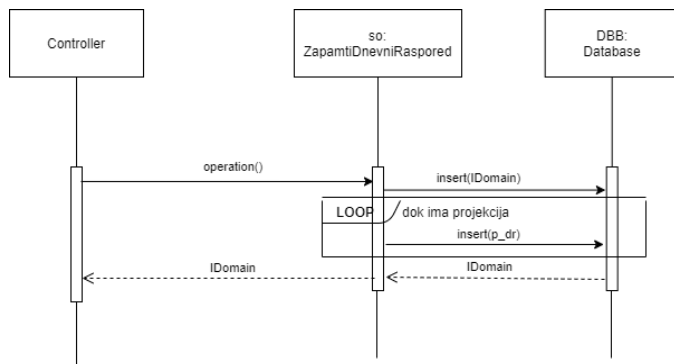 Controller
so:
ZapamtiDnevniRaspored
DBB:
Database
operation()
insert(IDomain)
LOOP
dok ima projekcija
insert(p_dr)
IDomain
IDomain